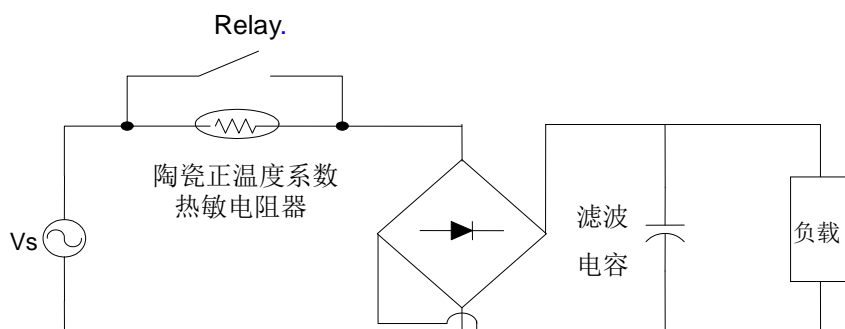 Relay.
陶瓷正温度系数
热敏电阻器
Vs
滤波
电容
负载